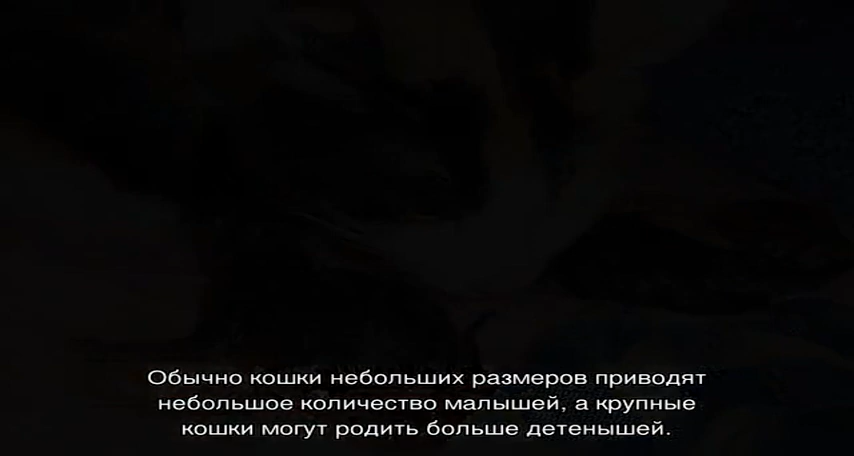 Обычно кошки небольших размеров приводят
небольшое количество малышей, а крупные
кошки могут родить больше детенышей.